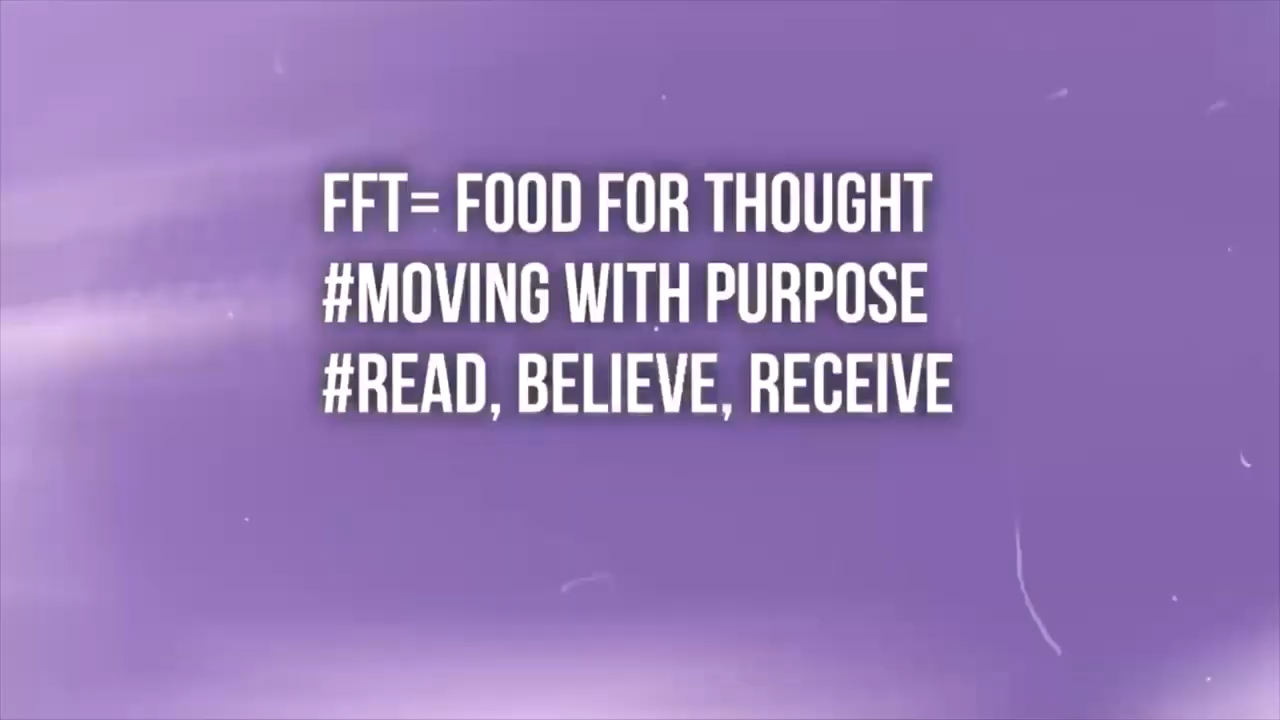 FFT= FOOD FOR THOUGHT
#MOVING WITH PURPOSE
#READ, BELIEVE, RECEIVE